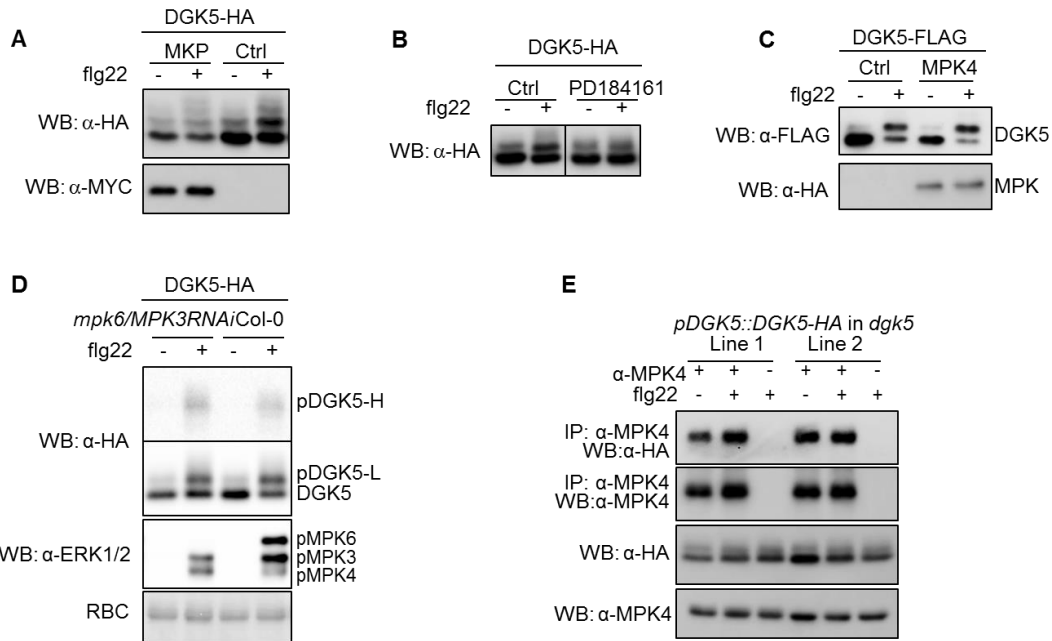 A
DGK5-HA
MKP Ctrl
flg22 - + - +
WB: α-HA
WB: α-MYC
B
DGK5-HA
Ctrl PD184161
flg22 - + - +
WB: α-HA
C
DGK5-FLAG
Ctrl MPK4
flg22 - + - +
WB: α-FLAG DGK5
WB: α-HA MPK
D
DGK5-HA
mpk6/MPK3RNAiCol-0
flg22 - + - +
pDGK5-H
WB: α-HA
pDGK5-L
DGK5
pMPK6
WB: α-ERK1/2 pMPK3
pMPK4
RBC
E
pDGK5::DGK5-HA in dgk5
Line 1 Line 2
α-MPK4 + + - + + -
flg22 - + + - + +
IP: α-MPK4
WB:α-HA
IP: α-MPK4
WB:α-MPK4
WB: α-HA
WB: α-MPK4